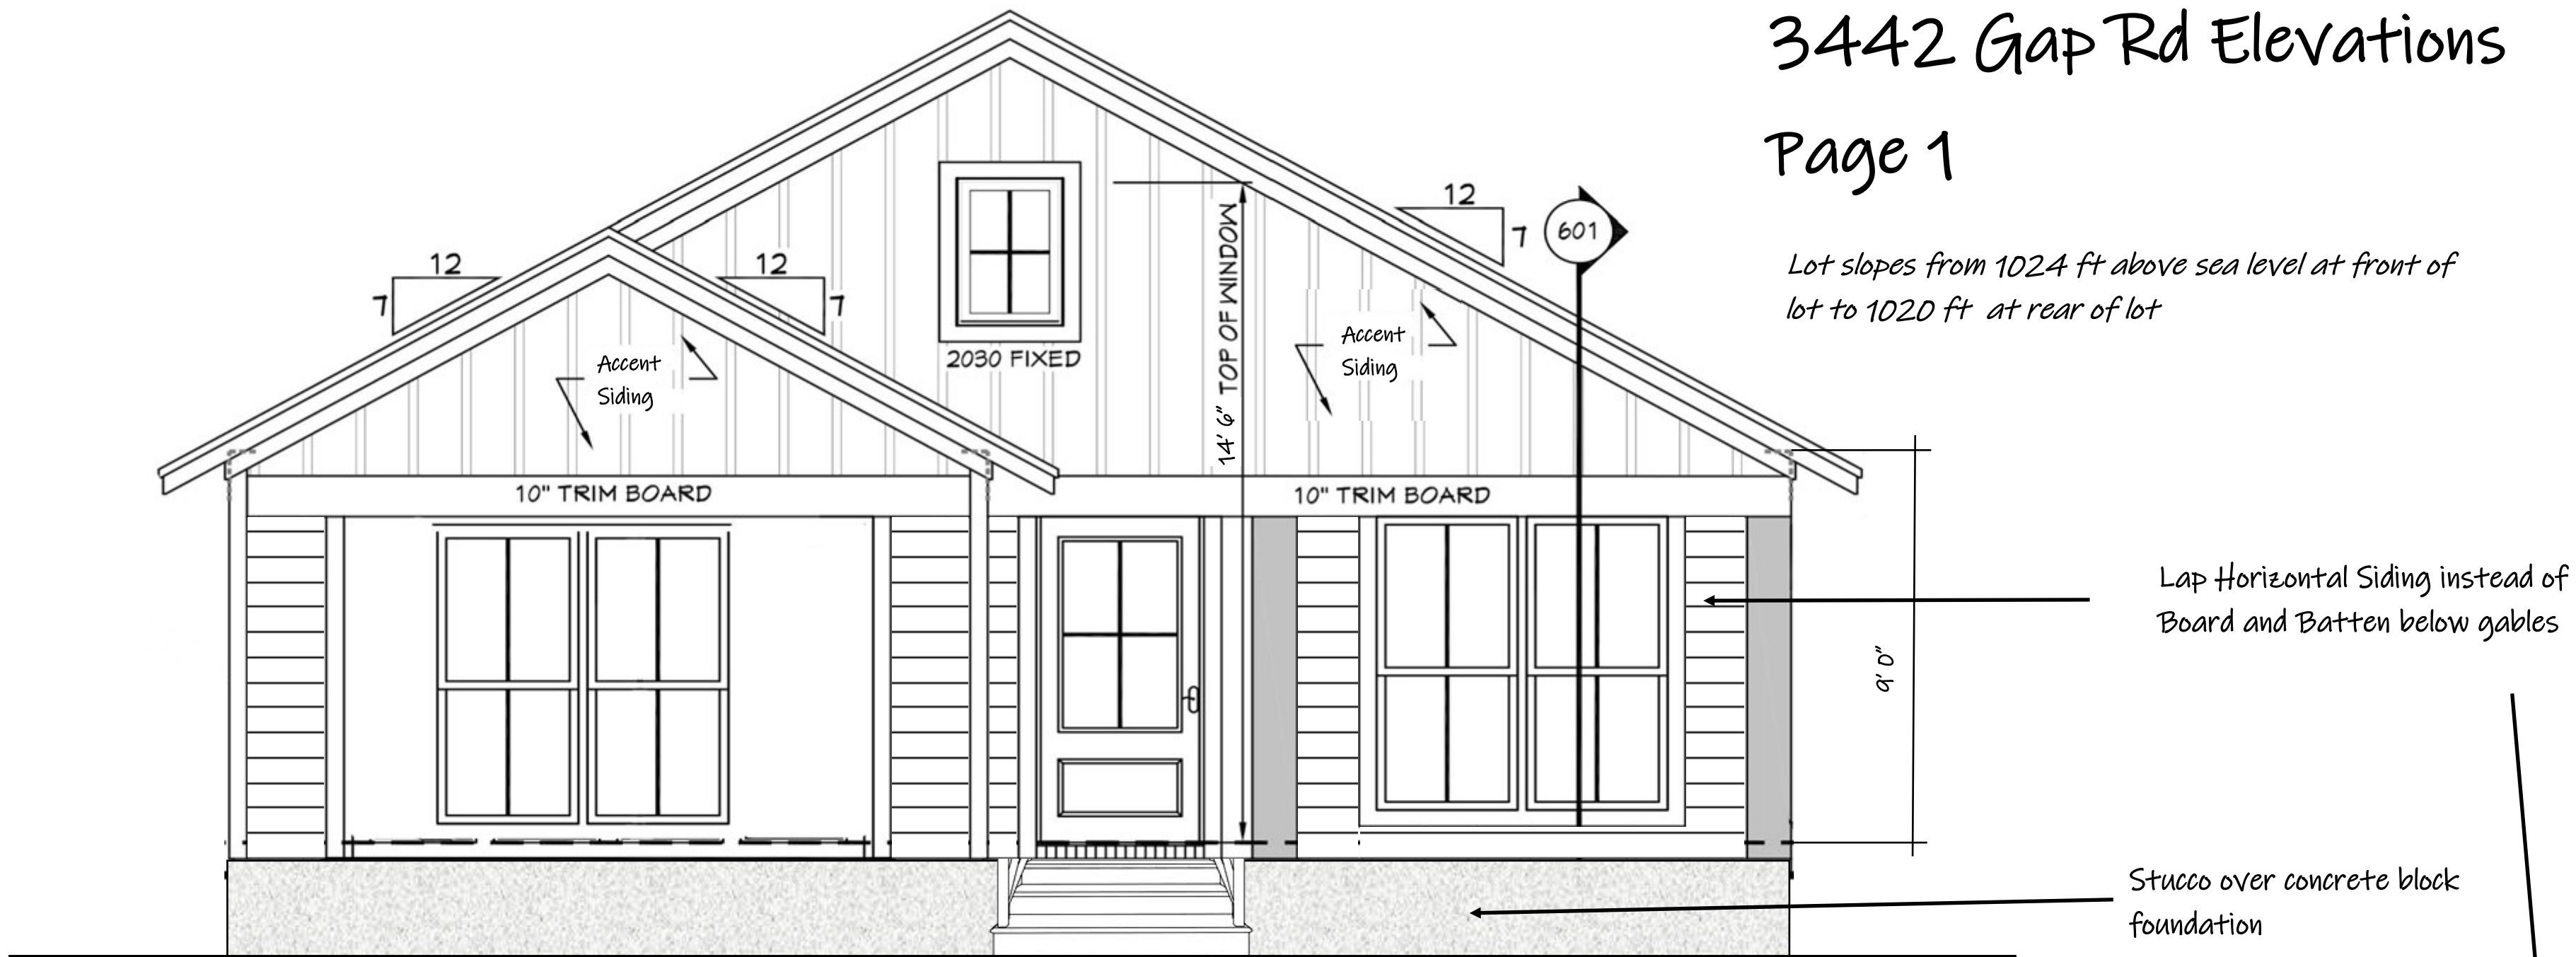 3442 Gap Rd Elevations
Page 1
Lot slopes from 1024 ft above sea level at front of
lot to 1020 ft at rear of lot
12
7
601
12
7
12
7
2030 FIXED
14' 6" TOP OF WINDOW
Accent
Siding
Accent
Siding
10" TRIM BOARD
10" TRIM BOARD
Lap Horizontal Siding instead of
Board and Batten below gables
9' 0"
Stucco over concrete block
foundation